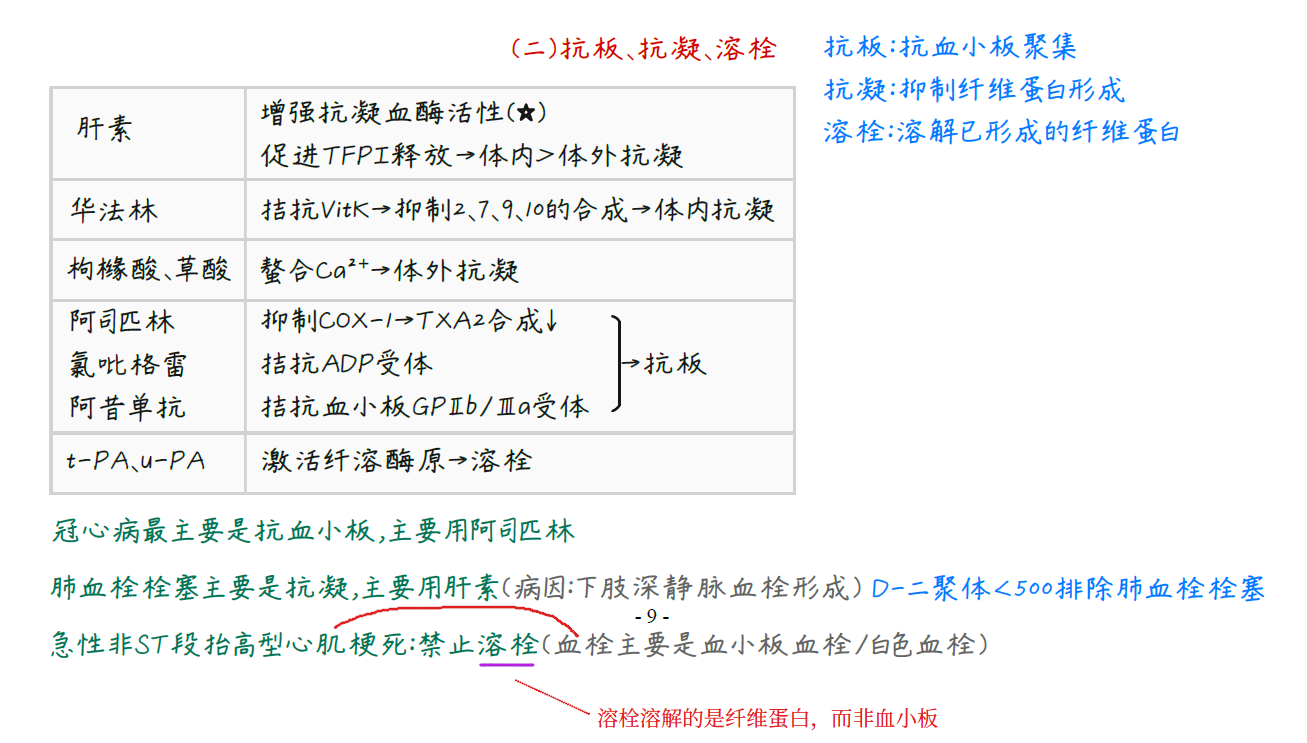 (二)抗板、抗凝、溶栓
抗板:抗血小板聚集
抗凝:抑制纤维蛋白形成
溶栓:溶解已形成的纤维蛋白
肝素
增强抗凝血酶活性(★)
促进TFPI释放→体内>体外抗凝
华法林
拮抗VitK→抑制2、7、9、10的合成→体内抗凝
枸橼酸、草酸
螯合Ca²⁺→体外抗凝
阿司匹林
抑制COX-1→TXA2合成↓
氯吡格雷
拮抗ADP受体
→抗板
阿昔单抗
拮抗血小板GPⅡb/Ⅲa受体
t-PA、u-PA
激活纤溶酶原→溶栓
冠心病最主要是抗血小板,主要用阿司匹林
肺血栓栓塞主要是抗凝,主要用肝素(病因:下肢深静脉血栓形成) D-二聚体<500排除肺血栓栓塞
- 9 -
急性非ST段抬高型心肌梗死:禁止溶栓(血栓主要是血小板血栓/白色血栓)
溶栓溶解的是纤维蛋白，而非血小板